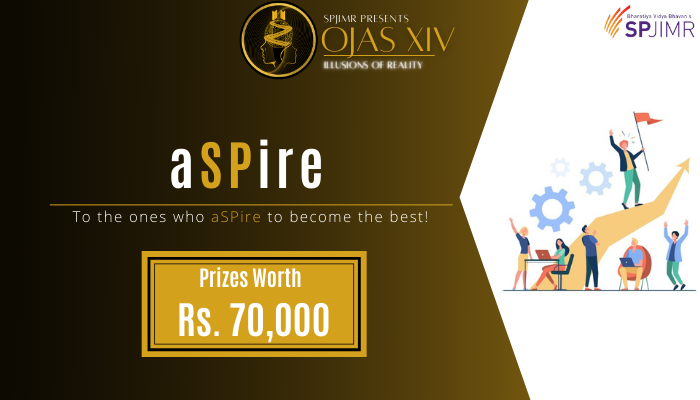 SPJIMR PRESENTS
OJAS XIV
ILLUSIONS OF REALITY
Bharatiya Vidya Bhavan's
SPJIMR
aSPire
To the ones who aSPire to become the best!
Prizes Worth
Rs. 70,000